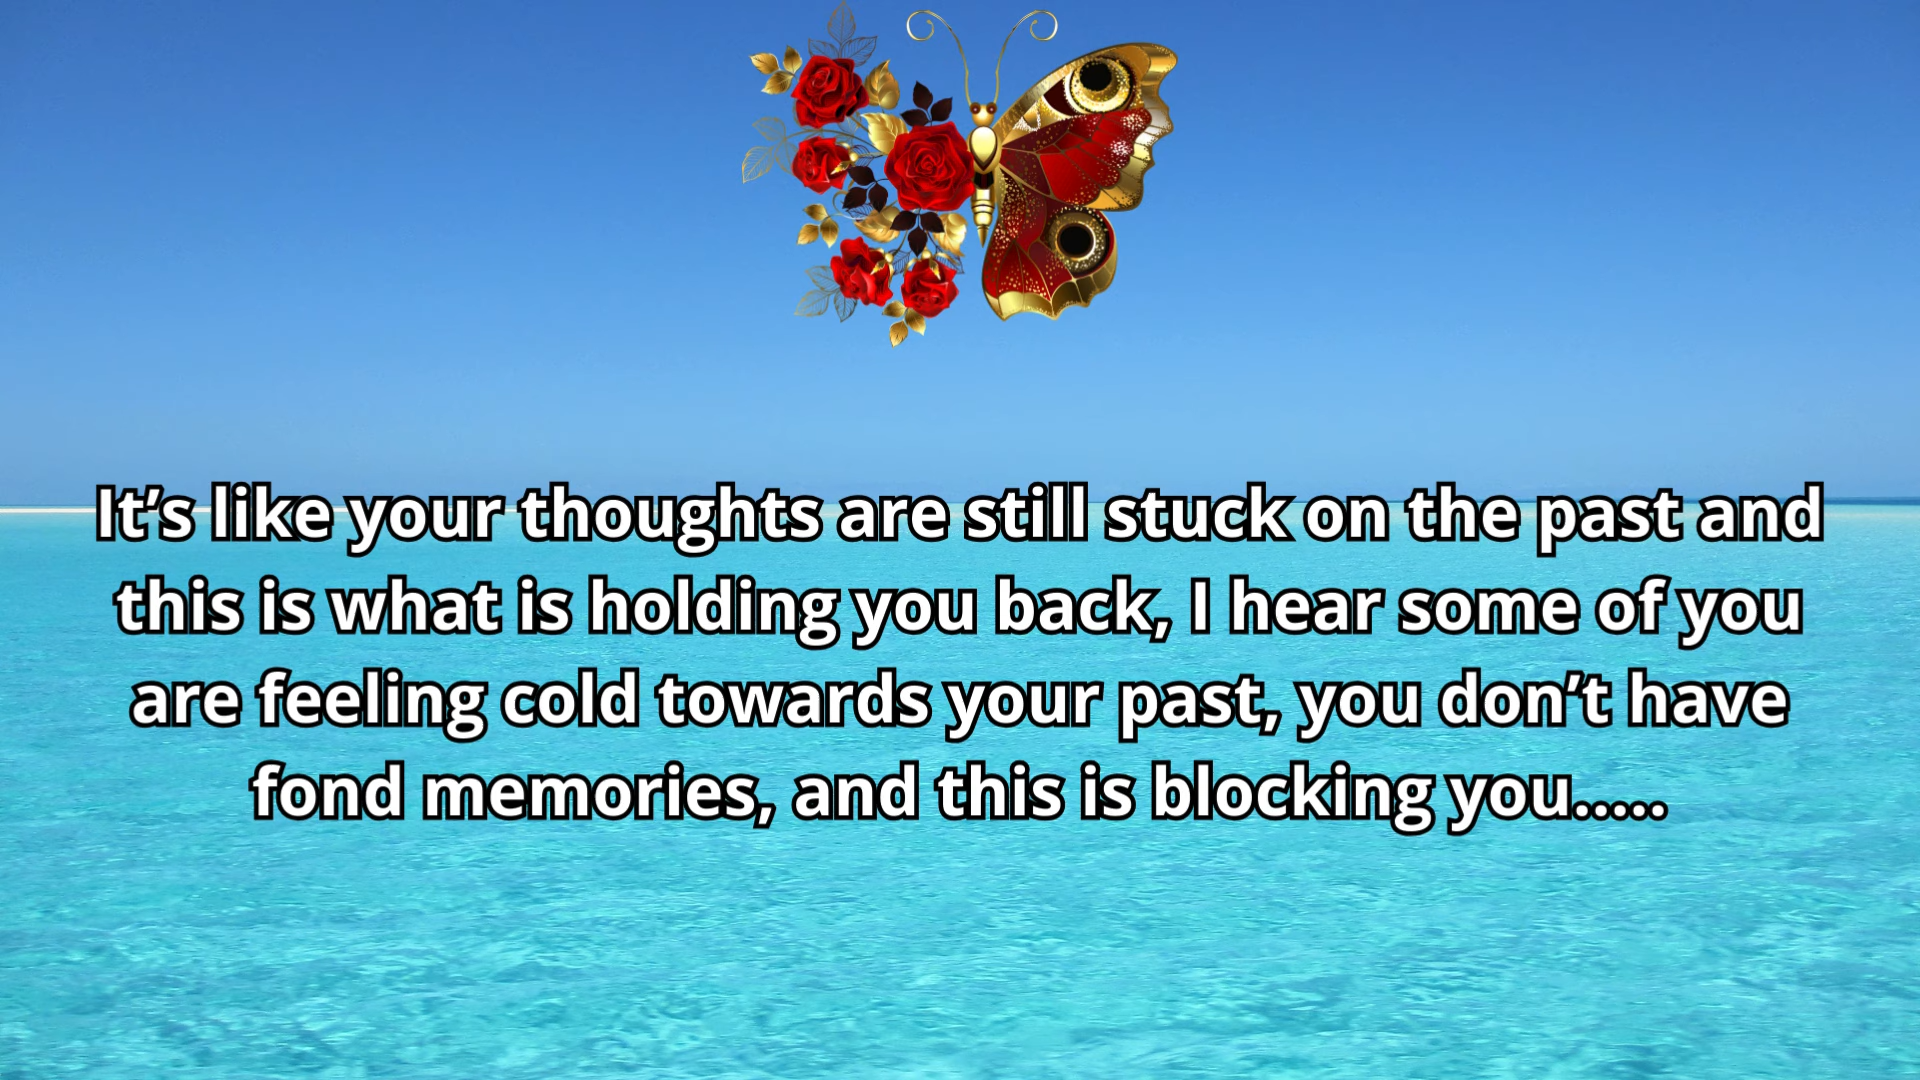 It’s like your thoughts are still stuck on the past and
this is what is holding you back, I hear some of you
are feeling cold towards your past, you don’t have
fond memories, and this is blocking you.....